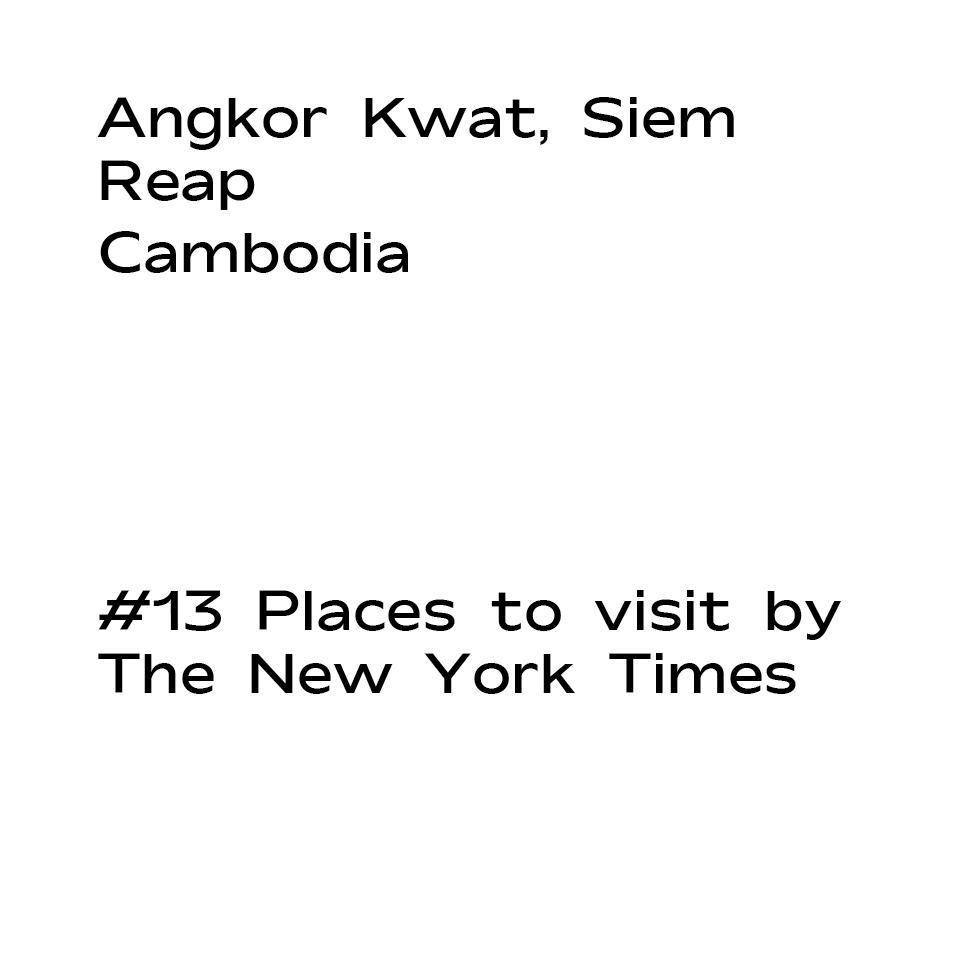 Angkor Kwat, Siem
Reap
Cambodia
#13 Places to visit by
The New York Times